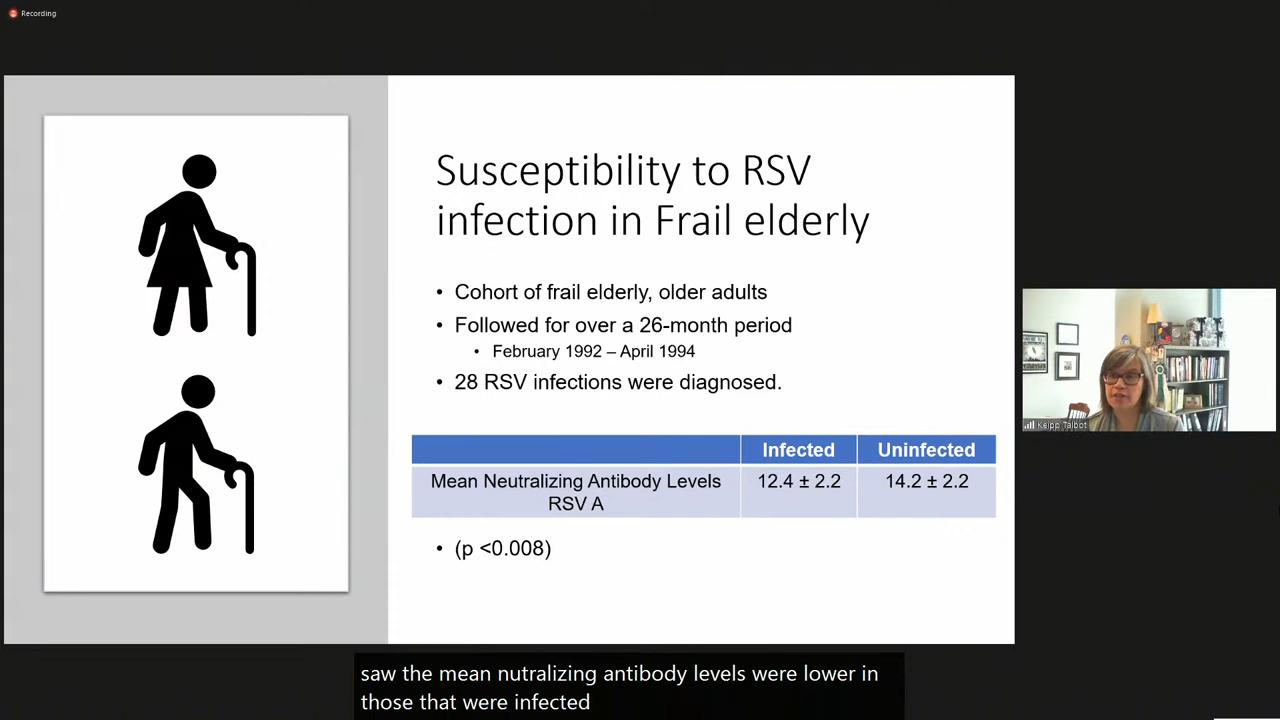 Recording
Susceptibility to RSV
infection in Frail elderly
• Cohort of frail elderly, older adults
• Followed for over a 26-month period
• February 1992 – April 1994
• 28 RSV infections were diagnosed.
Infected Uninfected
Mean Neutralizing Antibody Levels 12.4 ± 2.2 14.2 ± 2.2
RSV A
• (p <0.008)
Keipp Talbot
saw the mean nutralizing antibody levels were lower in
those that were infected